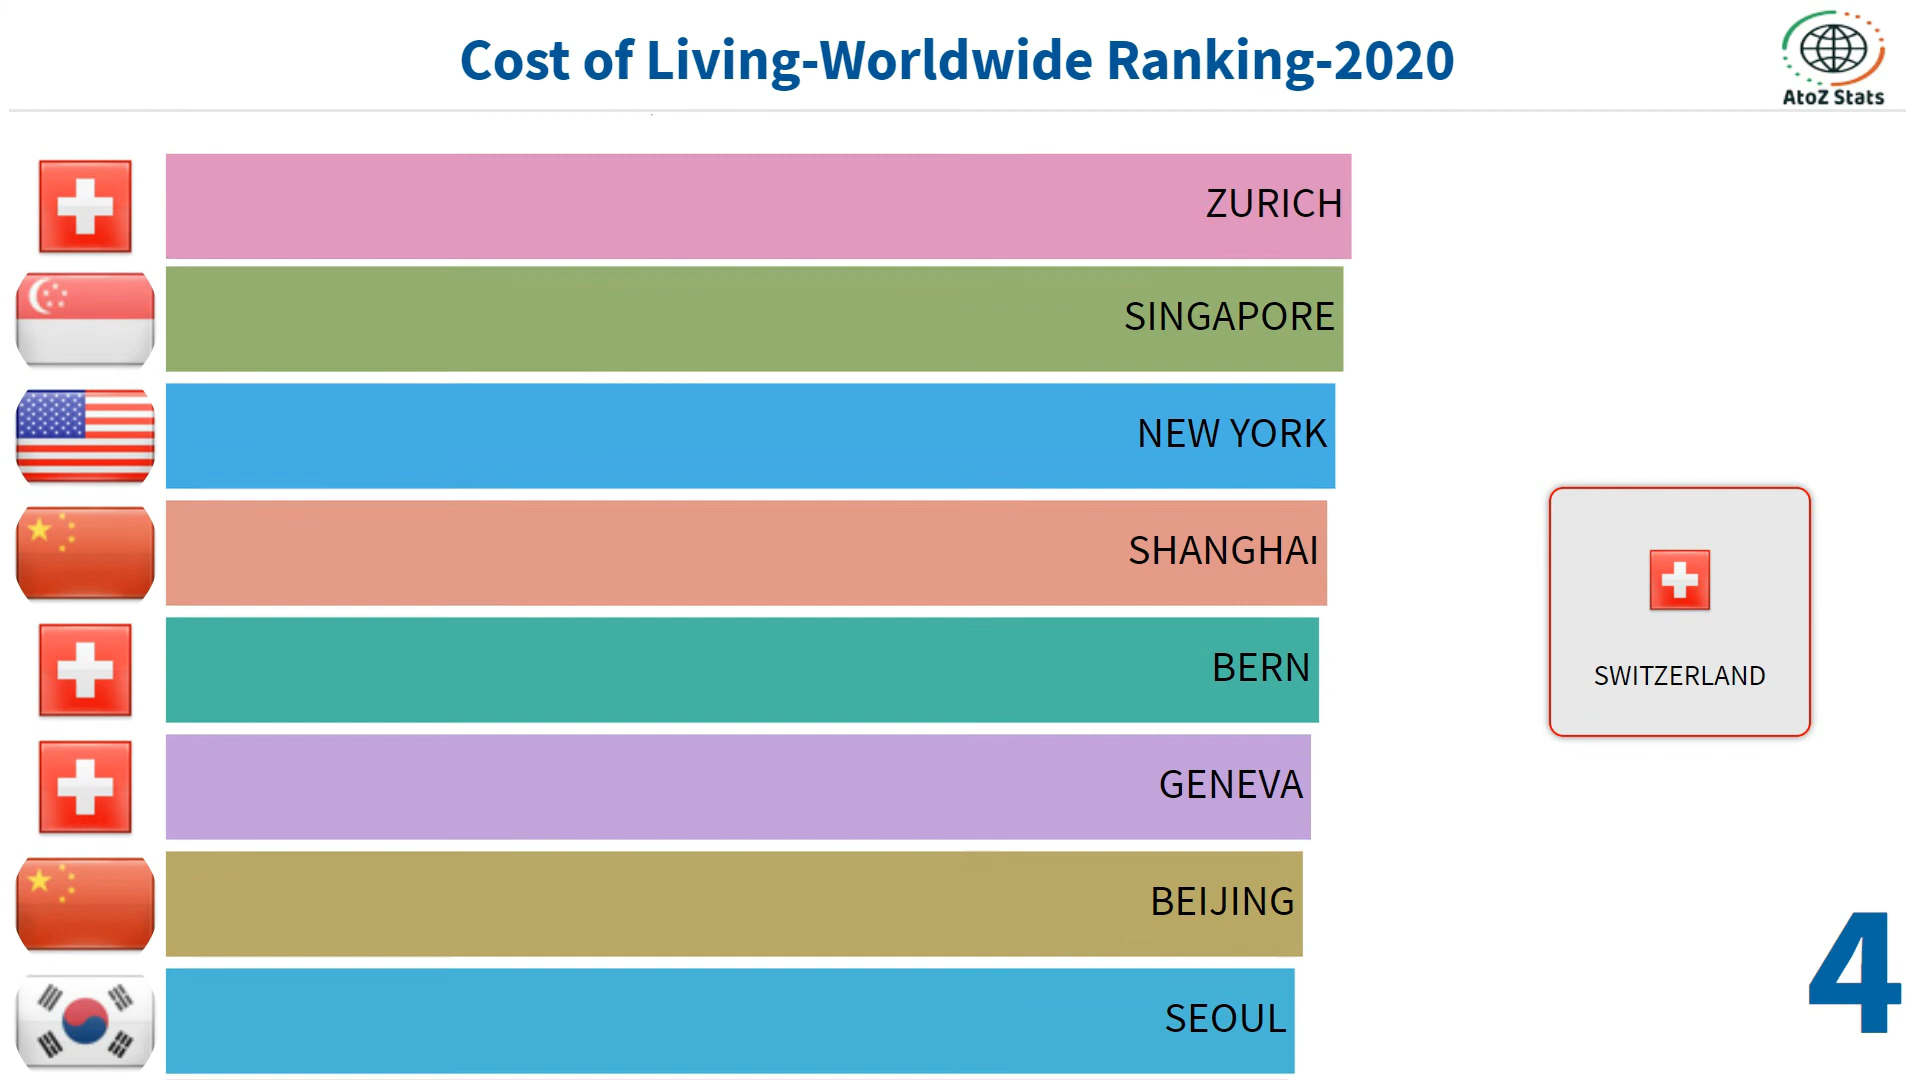 Cost of Living-Worldwide Ranking-2020
AtoZ Stats
ZURICH
SINGAPORE
NEW YORK
SHANGHAI
BERN
GENEVA
BEIJING
SEOUL
SWITZERLAND
4